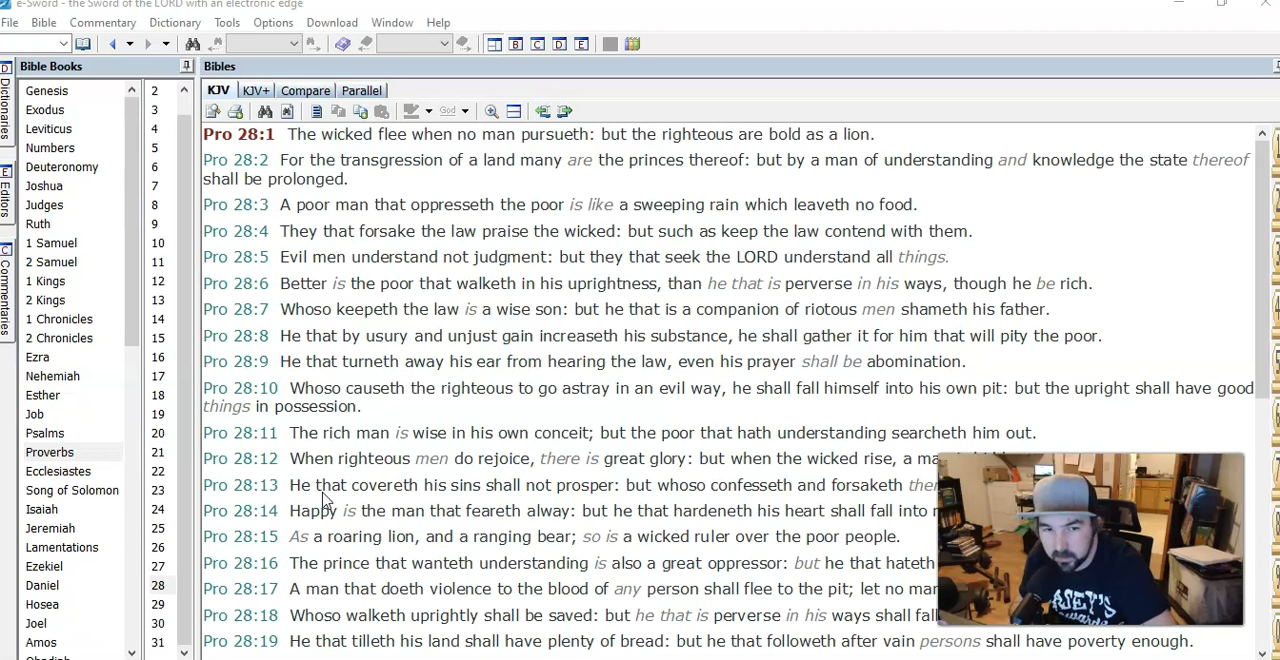 e-Sword - the Sword of the LORD with an electronic edge
File Bible Commentary Dictionary Tools Options Download Window Help
B C D E
Bible Books
Bibles
D Dictionaries
E Editors
C Commentaries
KJV KJV+ Compare Parallel
God
Genesis
Exodus
Leviticus
Numbers
Deuteronomy
Joshua
Judges
Ruth
1 Samuel
2 Samuel
1 Kings
2 Kings
1 Chronicles
2 Chronicles
Ezra
Nehemiah
Esther
Job
Psalms
Proverbs
Ecclesiastes
Song of Solomon
Isaiah
Jeremiah
Lamentations
Ezekiel
Daniel
Hosea
Joel
Amos
2
3
4
5
6
7
8
9
10
11
12
13
14
15
16
17
18
19
20
21
22
23
24
25
26
27
28
29
30
31
Pro 28:1 The wicked flee when no man pursueth: but the righteous are bold as a lion.
Pro 28:2 For the transgression of a land many are the princes thereof: but by a man of understanding and knowledge the state thereof
shall be prolonged.
Pro 28:3 A poor man that oppresseth the poor is like a sweeping rain which leaveth no food.
Pro 28:4 They that forsake the law praise the wicked: but such as keep the law contend with them.
Pro 28:5 Evil men understand not judgment: but they that seek the LORD understand all things.
Pro 28:6 Better is the poor that walketh in his uprightness, than he that is perverse in his ways, though he be rich.
Pro 28:7 Whoso keepeth the law is a wise son: but he that is a companion of riotous men shameth his father.
Pro 28:8 He that by usury and unjust gain increaseth his substance, he shall gather it for him that will pity the poor.
Pro 28:9 He that turneth away his ear from hearing the law, even his prayer shall be abomination.
Pro 28:10 Whoso causeth the righteous to go astray in an evil way, he shall fall himself into his own pit: but the upright shall have good
things in possession.
Pro 28:11 The rich man is wise in his own conceit; but the poor that hath understanding searcheth him out.
Pro 28:12 When righteous men do rejoice, there is great glory: but when the wicked rise, a
Pro 28:13 He that covereth his sins shall not prosper: but whoso confesseth and forsaketh
Pro 28:14 Happy is the man that feareth alway: but he that hardeneth his heart shall fall into
Pro 28:15 As a roaring lion, and a ranging bear; so is a wicked ruler over the poor people.
Pro 28:16 The prince that wanteth understanding is also a great oppressor: but he that hateth
Pro 28:17 A man that doeth violence to the blood of any person shall flee to the pit; let no
Pro 28:18 Whoso walketh uprightly shall be saved: but he that is perverse in his ways shall fall
Pro 28:19 He that tilleth his land shall have plenty of bread: but he that followeth after vain persons shall have poverty enough.